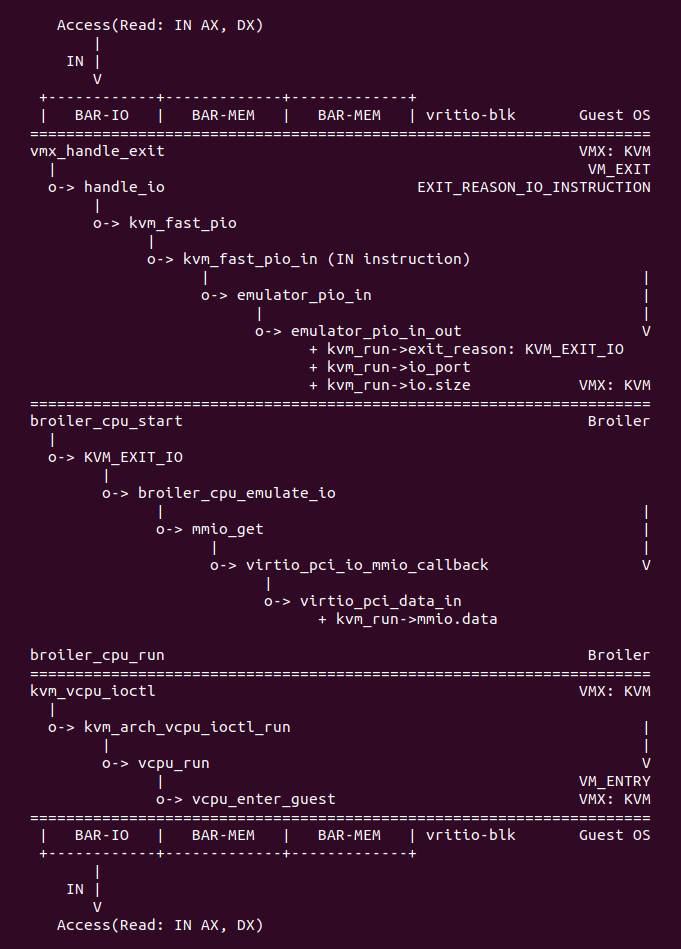 Access(Read: IN AX, DX)
        |
     IN |
        V
  +------------+-------------+-------------+
  |   BAR-IO   |   BAR-MEM   |   BAR-MEM   | vritio-blk       Guest OS
 =====================================================================
 vmx_handle_exit                                              VMX: KVM
   |                                                           VM_EXIT
   o-> handle_io                            EXIT_REASON_IO_INSTRUCTION
        |
        o-> kvm_fast_pio
              |
              o-> kvm_fast_pio_in (IN instruction)
                    |                                                |
                    o-> emulator_pio_in                              |
                          |                                          |
                          o-> emulator_pio_in_out                    V
                                + kvm_run->exit_reason: KVM_EXIT_IO
                                + kvm_run->io_port
                                + kvm_run->io.size            VMX: KVM
 =====================================================================
 broiler_cpu_start                                             Broiler
   |
   o-> KVM_EXIT_IO
         |
         o-> broiler_cpu_emulate_io
               |                                                     |
               o-> mmio_get                                          |
                     |                                               |
                     o-> virtio_pci_io_mmio_callback                 V
                           |
                           o-> virtio_pci_data_in
                                 + kvm_run->mmio.data

 broiler_cpu_run                                               Broiler
 =====================================================================
 kvm_vcpu_ioctl                                               VMX: KVM
   |
   o-> kvm_arch_vcpu_ioctl_run                                       |
         |                                                           |
         o-> vcpu_run                                                V
               |                                              VM_ENTRY
               o-> vcpu_enter_guest                           VMX: KVM
 =====================================================================
  |   BAR-IO   |   BAR-MEM   |   BAR-MEM   | vritio-blk       Guest OS
  +------------+-------------+-------------+
        |
     IN |
        V
    Access(Read: IN AX, DX)